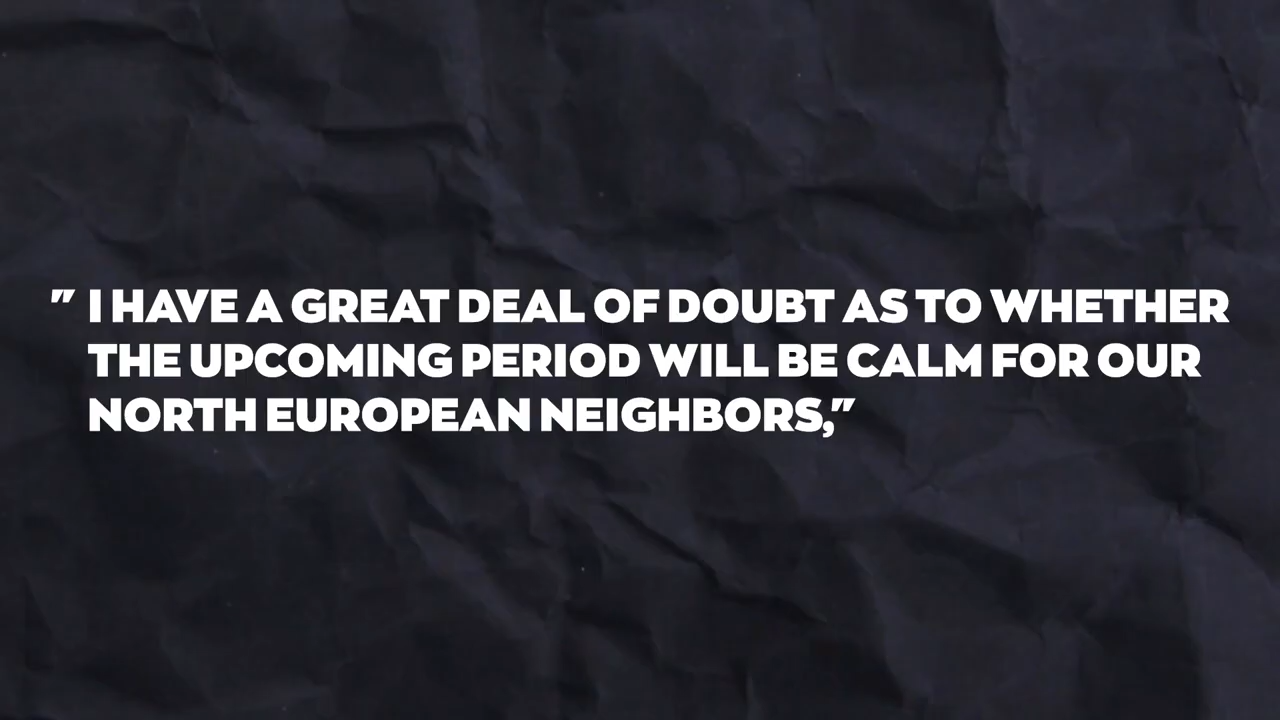 " I HAVE A GREAT DEAL OF DOUBT AS TO WHETHER
THE UPCOMING PERIOD WILL BE CALM FOR OUR
NORTH EUROPEAN NEIGHBORS,"